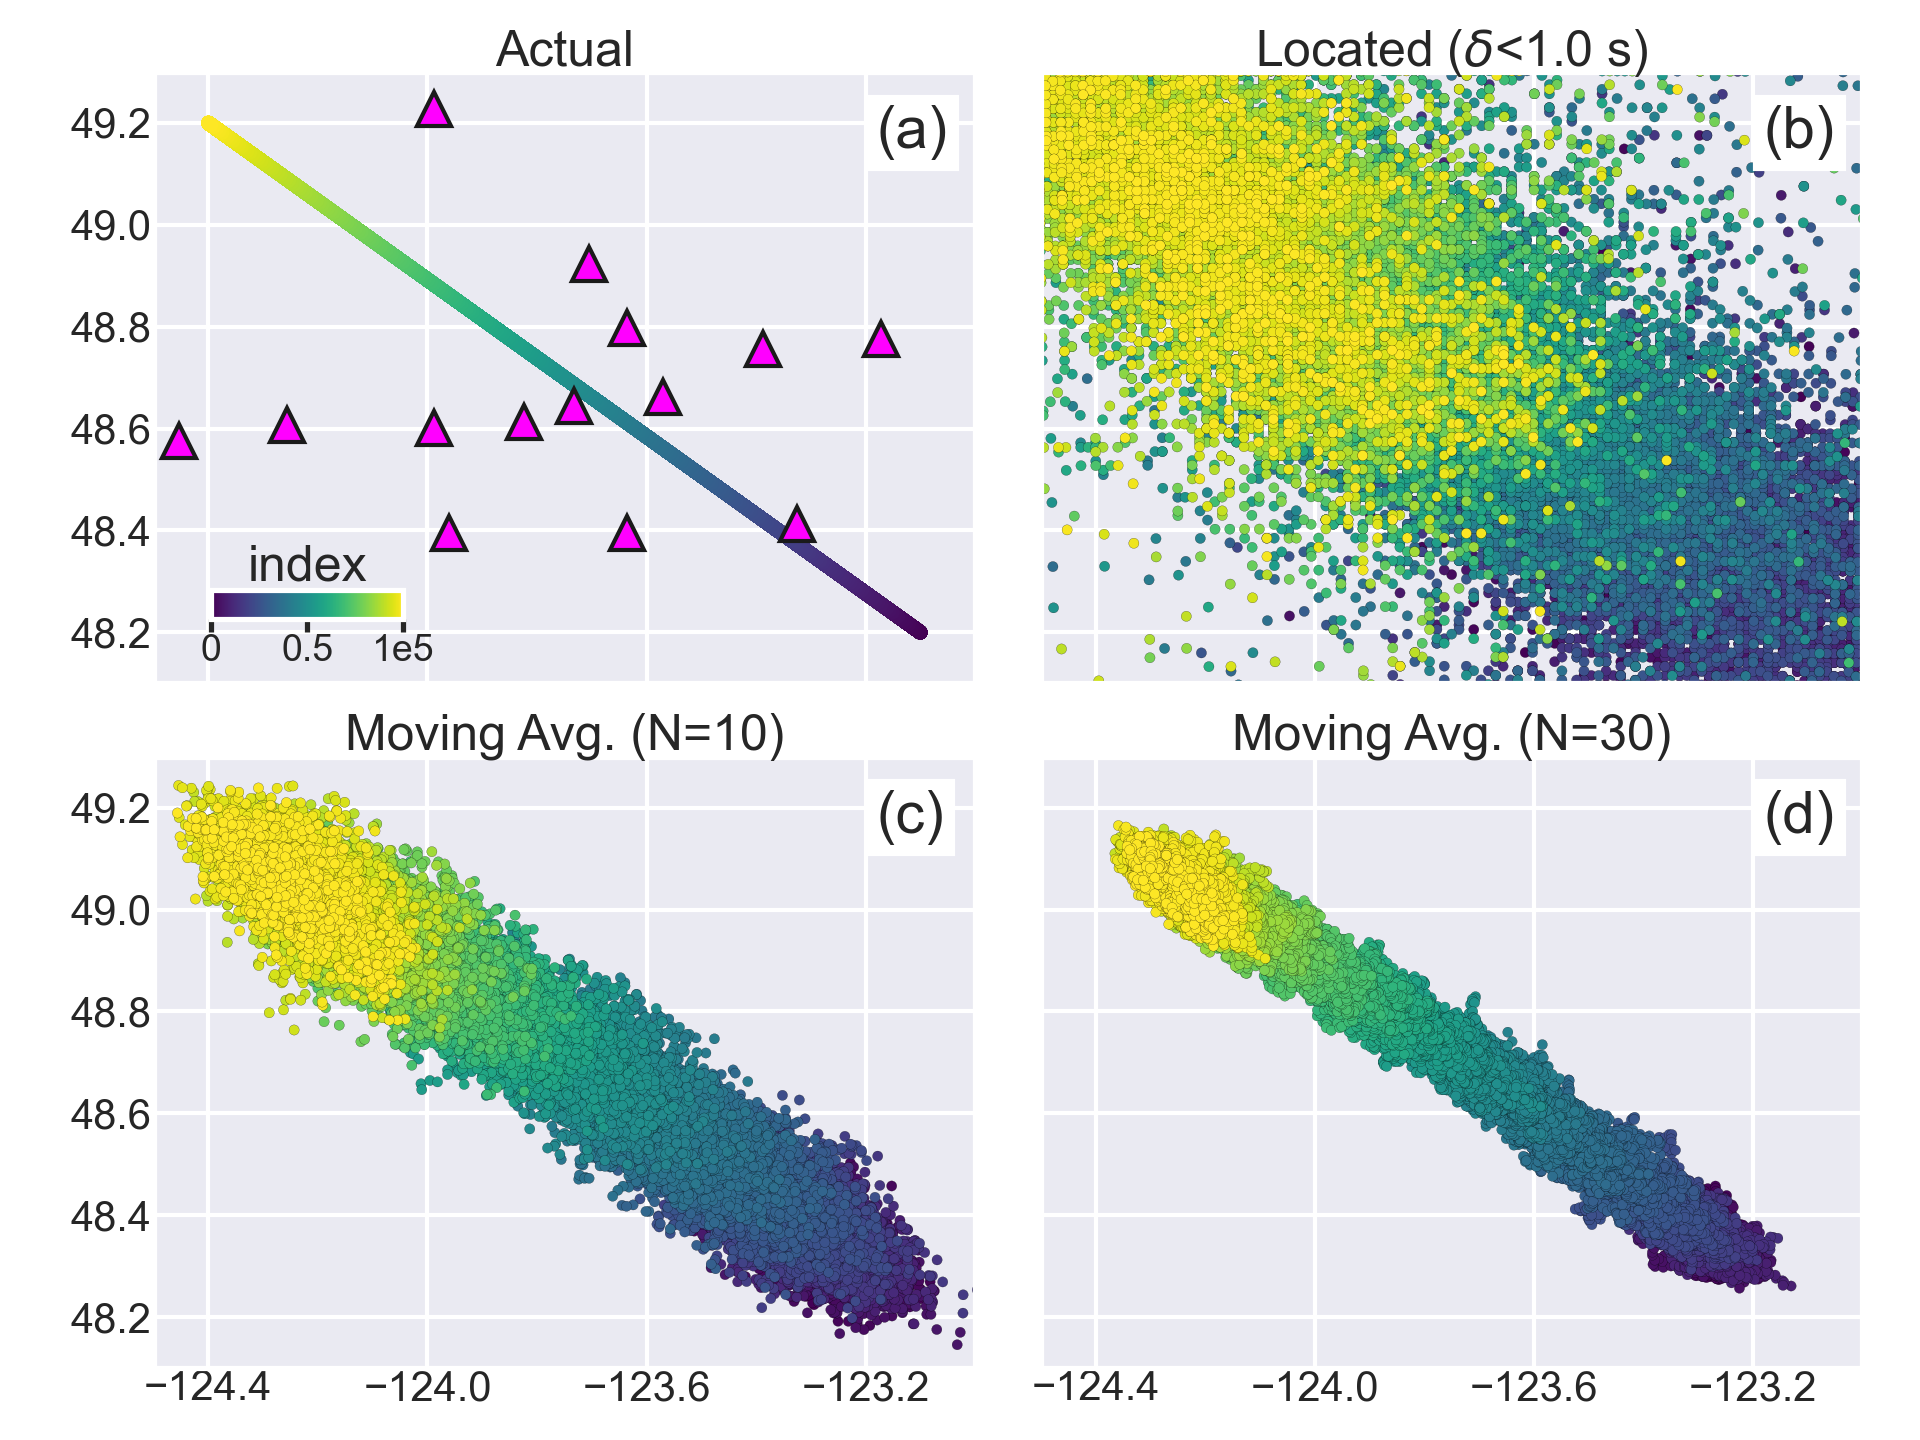 Actual
Located (δ<1.0 s)
(a)
(b)
49.2
49.0
48.8
48.6
48.4
48.2
index
0 0.5 1e5
Moving Avg. (N=10)
Moving Avg. (N=30)
(c)
(d)
49.2
49.0
48.8
48.6
48.4
48.2
−124.4 −124.0 −123.6 −123.2
−124.4 −124.0 −123.6 −123.2